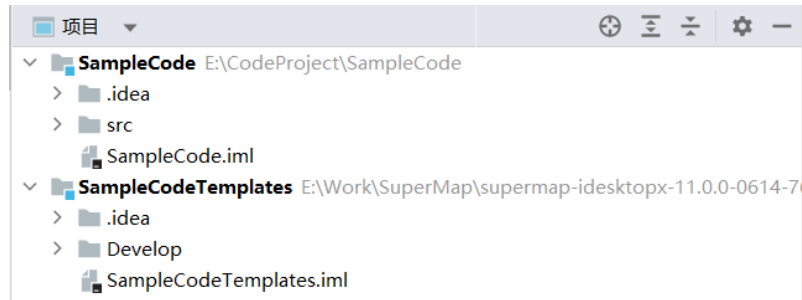 项目
SampleCode E:\CodeProject\SampleCode
.idea
src
SampleCode.iml
SampleCodeTemplates E:\Work\SuperMap\supermap-idesktopx-11.0.0-0614-7
.idea
Develop
SampleCodeTemplates.iml